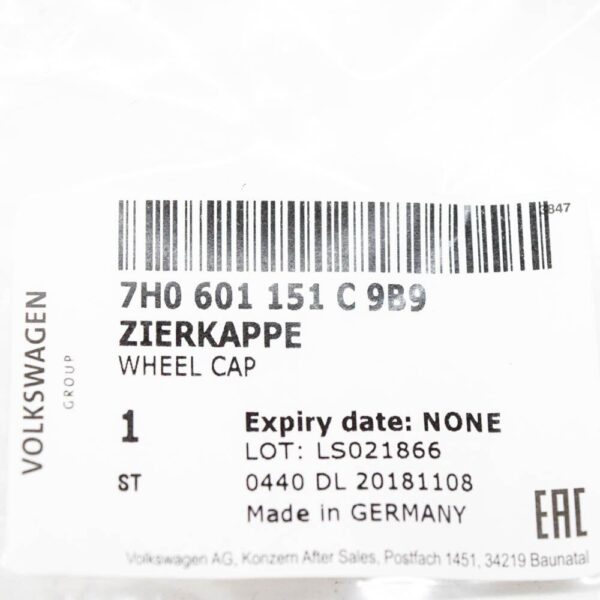 3847
7H0 601 151 C 9B9
ZIERKAPPE
WHEEL CAP
VOLKSWAGEN
GROUP
1
Expiry date: NONE
LOT: LS021866
ST
0440 DL 20181108
Made in GERMANY
EAC
Volkswagen AG, Konzern After Sales, Postfach 1451, 34219 Baunatal